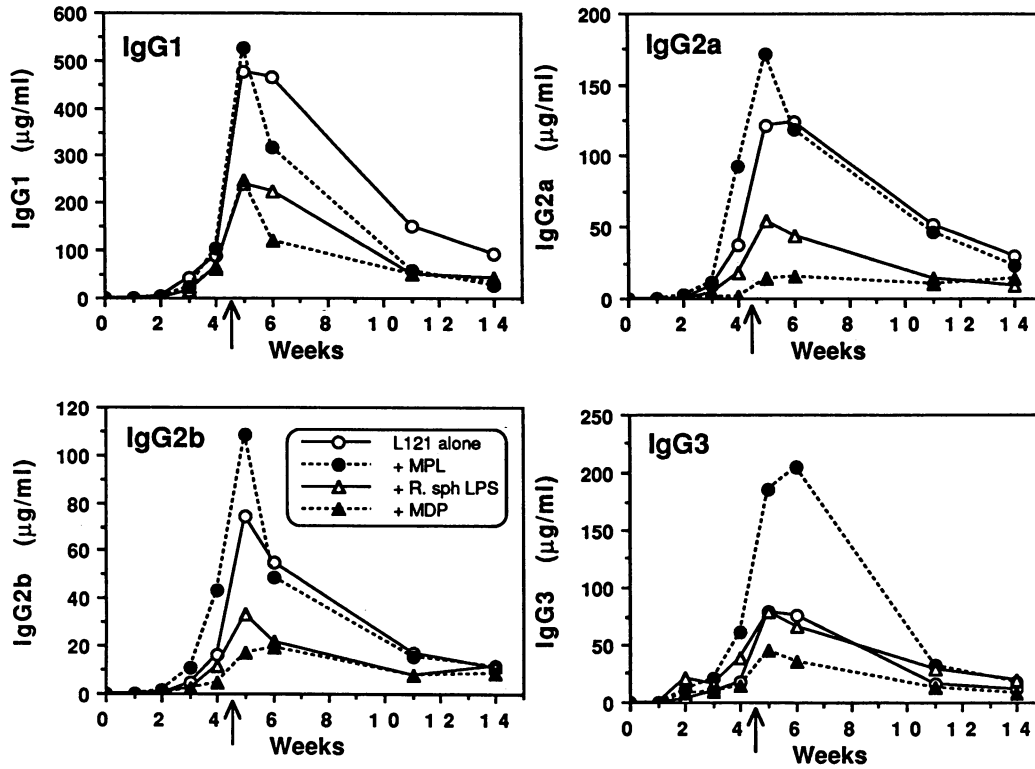 IgG1
IgG1 (µg/ml)
600
500
400
300
200
100
0
0 2 4 6 8 10 12 14
Weeks
IgG2a
IgG2a (µg/ml)
200
150
100
50
0
0 2 4 6 8 10 12 14
Weeks
IgG2b
IgG2b (µg/ml)
120
100
80
60
40
20
0
L121 alone
+ MPL
+ R. sph LPS
+ MDP
0 2 4 6 8 10 12 14
Weeks
IgG3
IgG3 (µg/ml)
250
200
150
100
50
0
0 2 4 6 8 10 12 14
Weeks